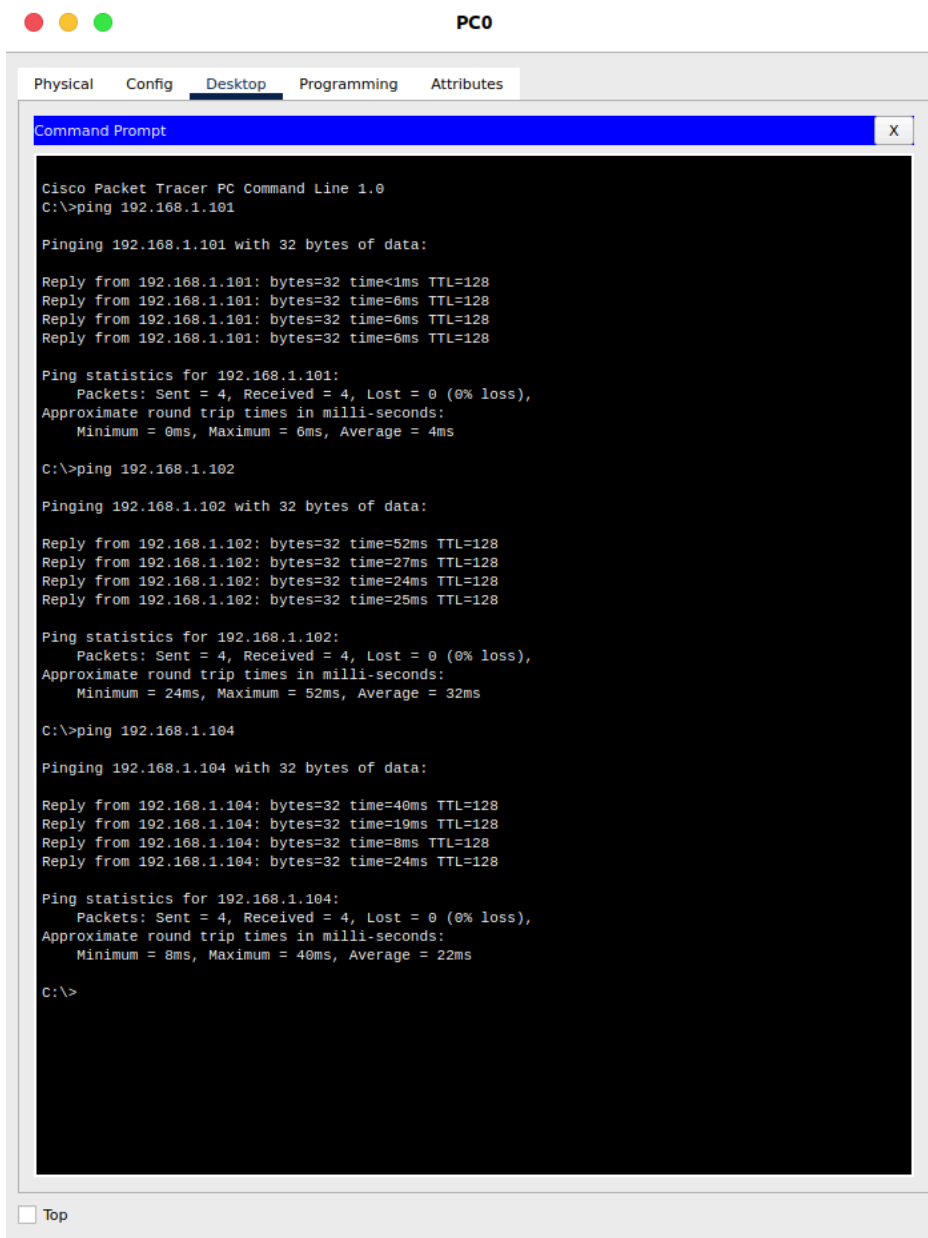 PC0
Physical Config Desktop Programming Attributes
Command Prompt X
Cisco Packet Tracer PC Command Line 1.0
C:\>ping 192.168.1.101
Pinging 192.168.1.101 with 32 bytes of data:
Reply from 192.168.1.101: bytes=32 time<1ms TTL=128
Reply from 192.168.1.101: bytes=32 time=6ms TTL=128
Reply from 192.168.1.101: bytes=32 time=6ms TTL=128
Reply from 192.168.1.101: bytes=32 time=6ms TTL=128
Ping statistics for 192.168.1.101:
Packets: Sent = 4, Received = 4, Lost = 0 (0% loss),
Approximate round trip times in milli-seconds:
Minimum = 0ms, Maximum = 6ms, Average = 4ms
C:\>ping 192.168.1.102
Pinging 192.168.1.102 with 32 bytes of data:
Reply from 192.168.1.102: bytes=32 time=52ms TTL=128
Reply from 192.168.1.102: bytes=32 time=27ms TTL=128
Reply from 192.168.1.102: bytes=32 time=24ms TTL=128
Reply from 192.168.1.102: bytes=32 time=25ms TTL=128
Ping statistics for 192.168.1.102:
Packets: Sent = 4, Received = 4, Lost = 0 (0% loss),
Approximate round trip times in milli-seconds:
Minimum = 24ms, Maximum = 52ms, Average = 32ms
C:\>ping 192.168.1.104
Pinging 192.168.1.104 with 32 bytes of data:
Reply from 192.168.1.104: bytes=32 time=40ms TTL=128
Reply from 192.168.1.104: bytes=32 time=19ms TTL=128
Reply from 192.168.1.104: bytes=32 time=8ms TTL=128
Reply from 192.168.1.104: bytes=32 time=24ms TTL=128
Ping statistics for 192.168.1.104:
Packets: Sent = 4, Received = 4, Lost = 0 (0% loss),
Approximate round trip times in milli-seconds:
Minimum = 8ms, Maximum = 40ms, Average = 22ms
C:\>
Top